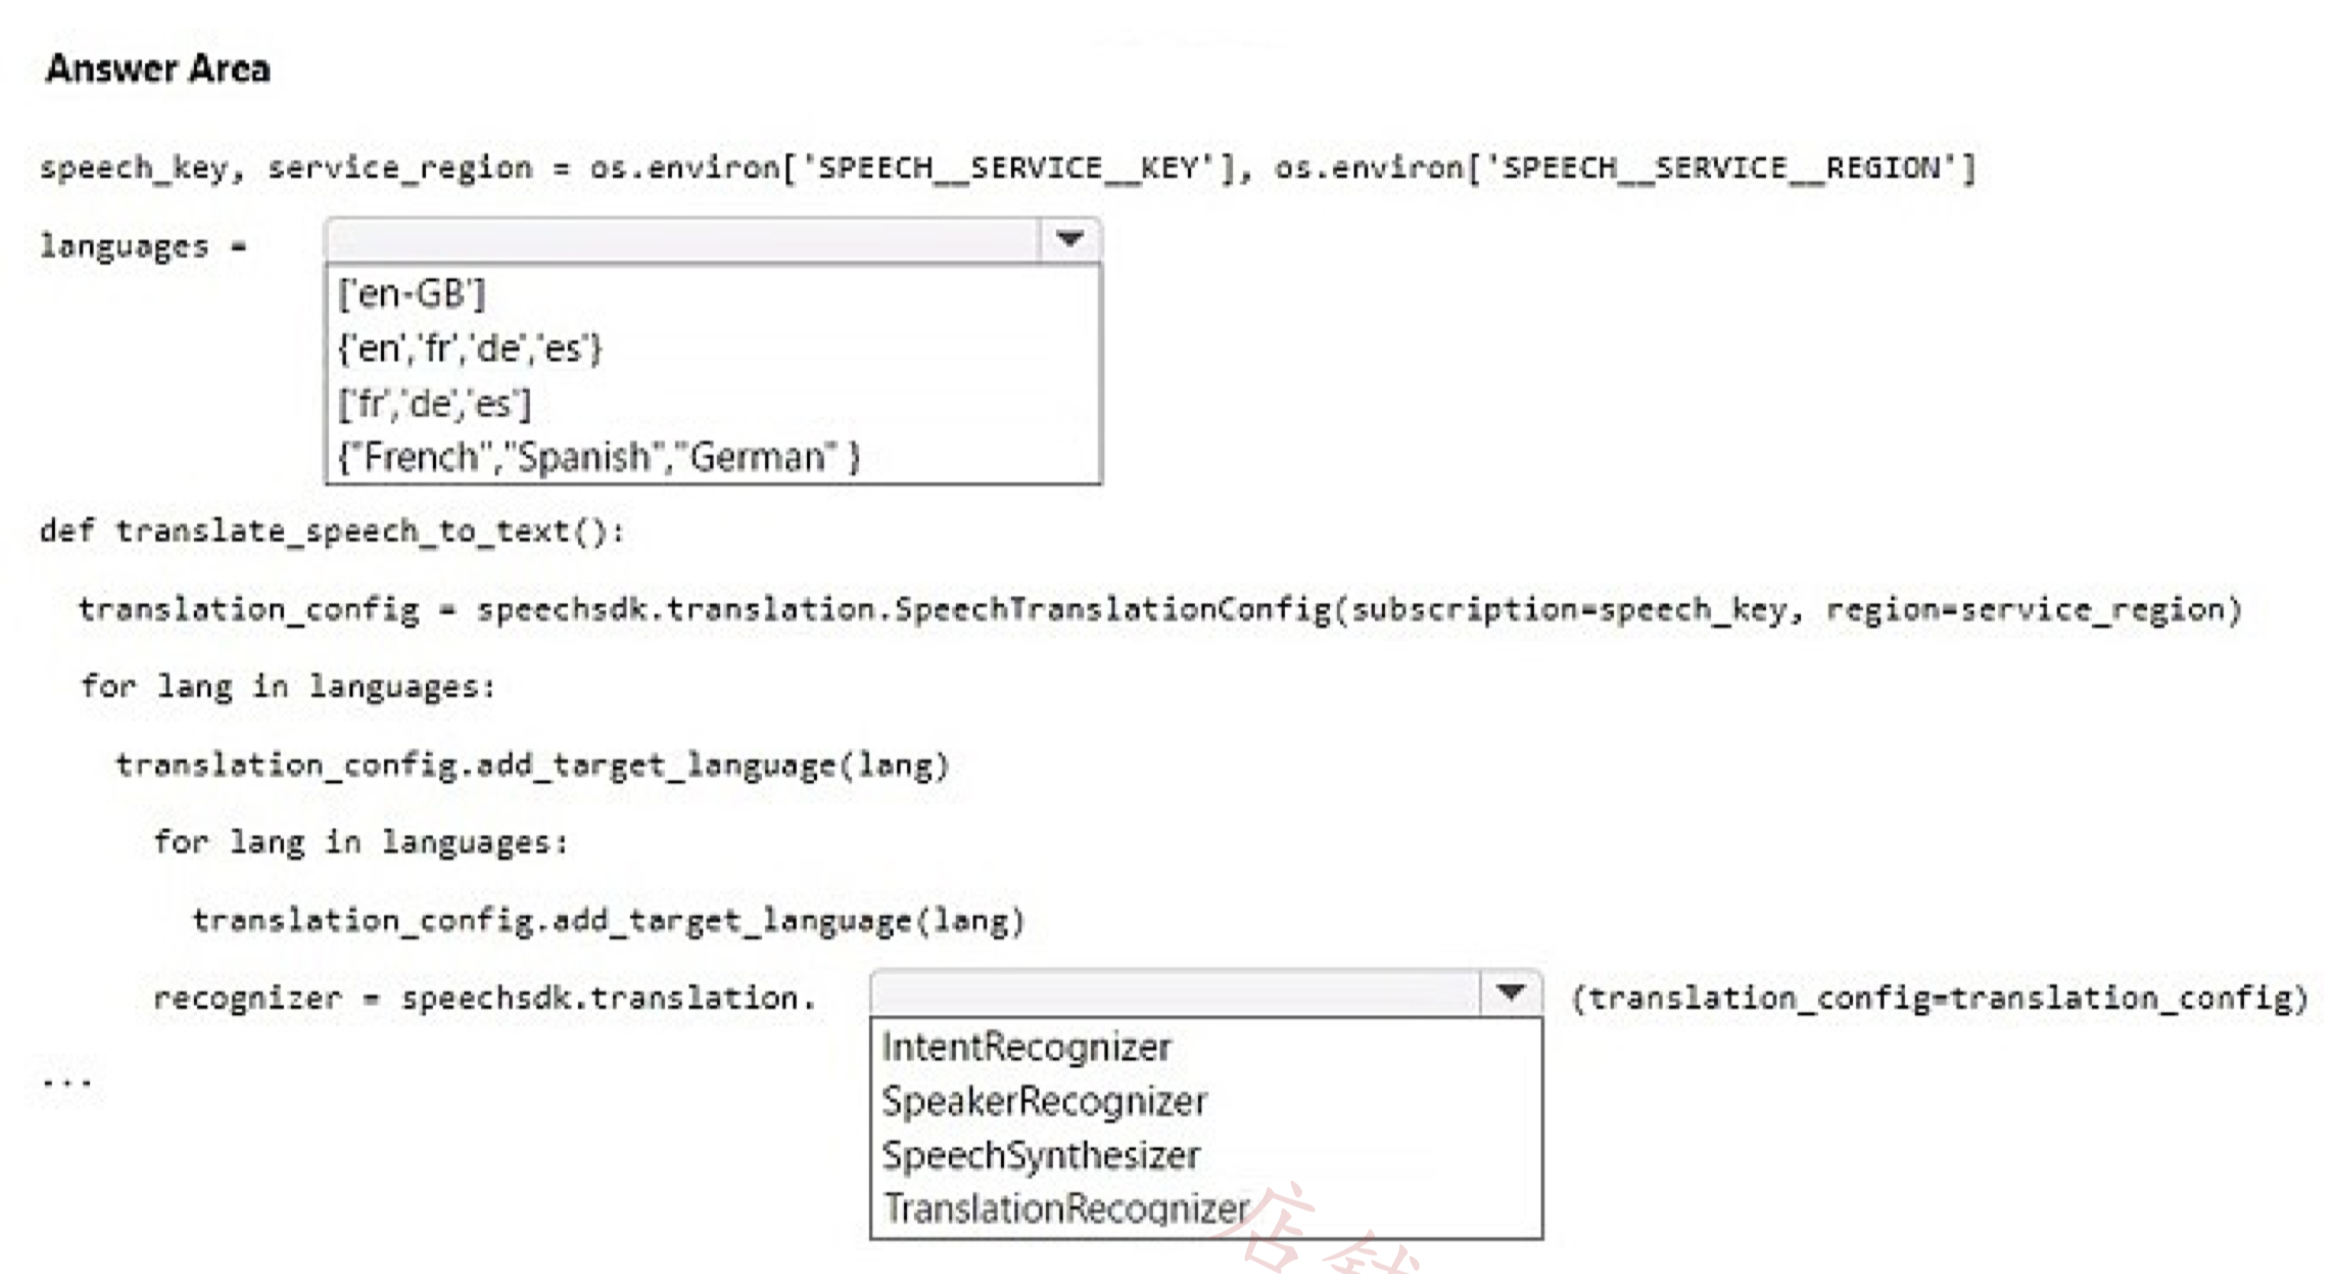 Answer Area
speech_key, service_region = os.environ['SPEECH__SERVICE__KEY'], os.environ['SPEECH__SERVICE__REGION']
languages =
['en-GB']
{'en','fr','de','es'}
['fr','de','es']
{"French","Spanish","German" }
def translate_speech_to_text():
translation_config = speechsdk.translation.SpeechTranslationConfig(subscription=speech_key, region=service_region)
for lang in languages:
translation_config.add_target_language(lang)
for lang in languages:
translation_config.add_target_language(lang)
recognizer = speechsdk.translation. (translation_config=translation_config)
IntentRecognizer
SpeakerRecognizer
SpeechSynthesizer
TranslationRecognizer
...
店